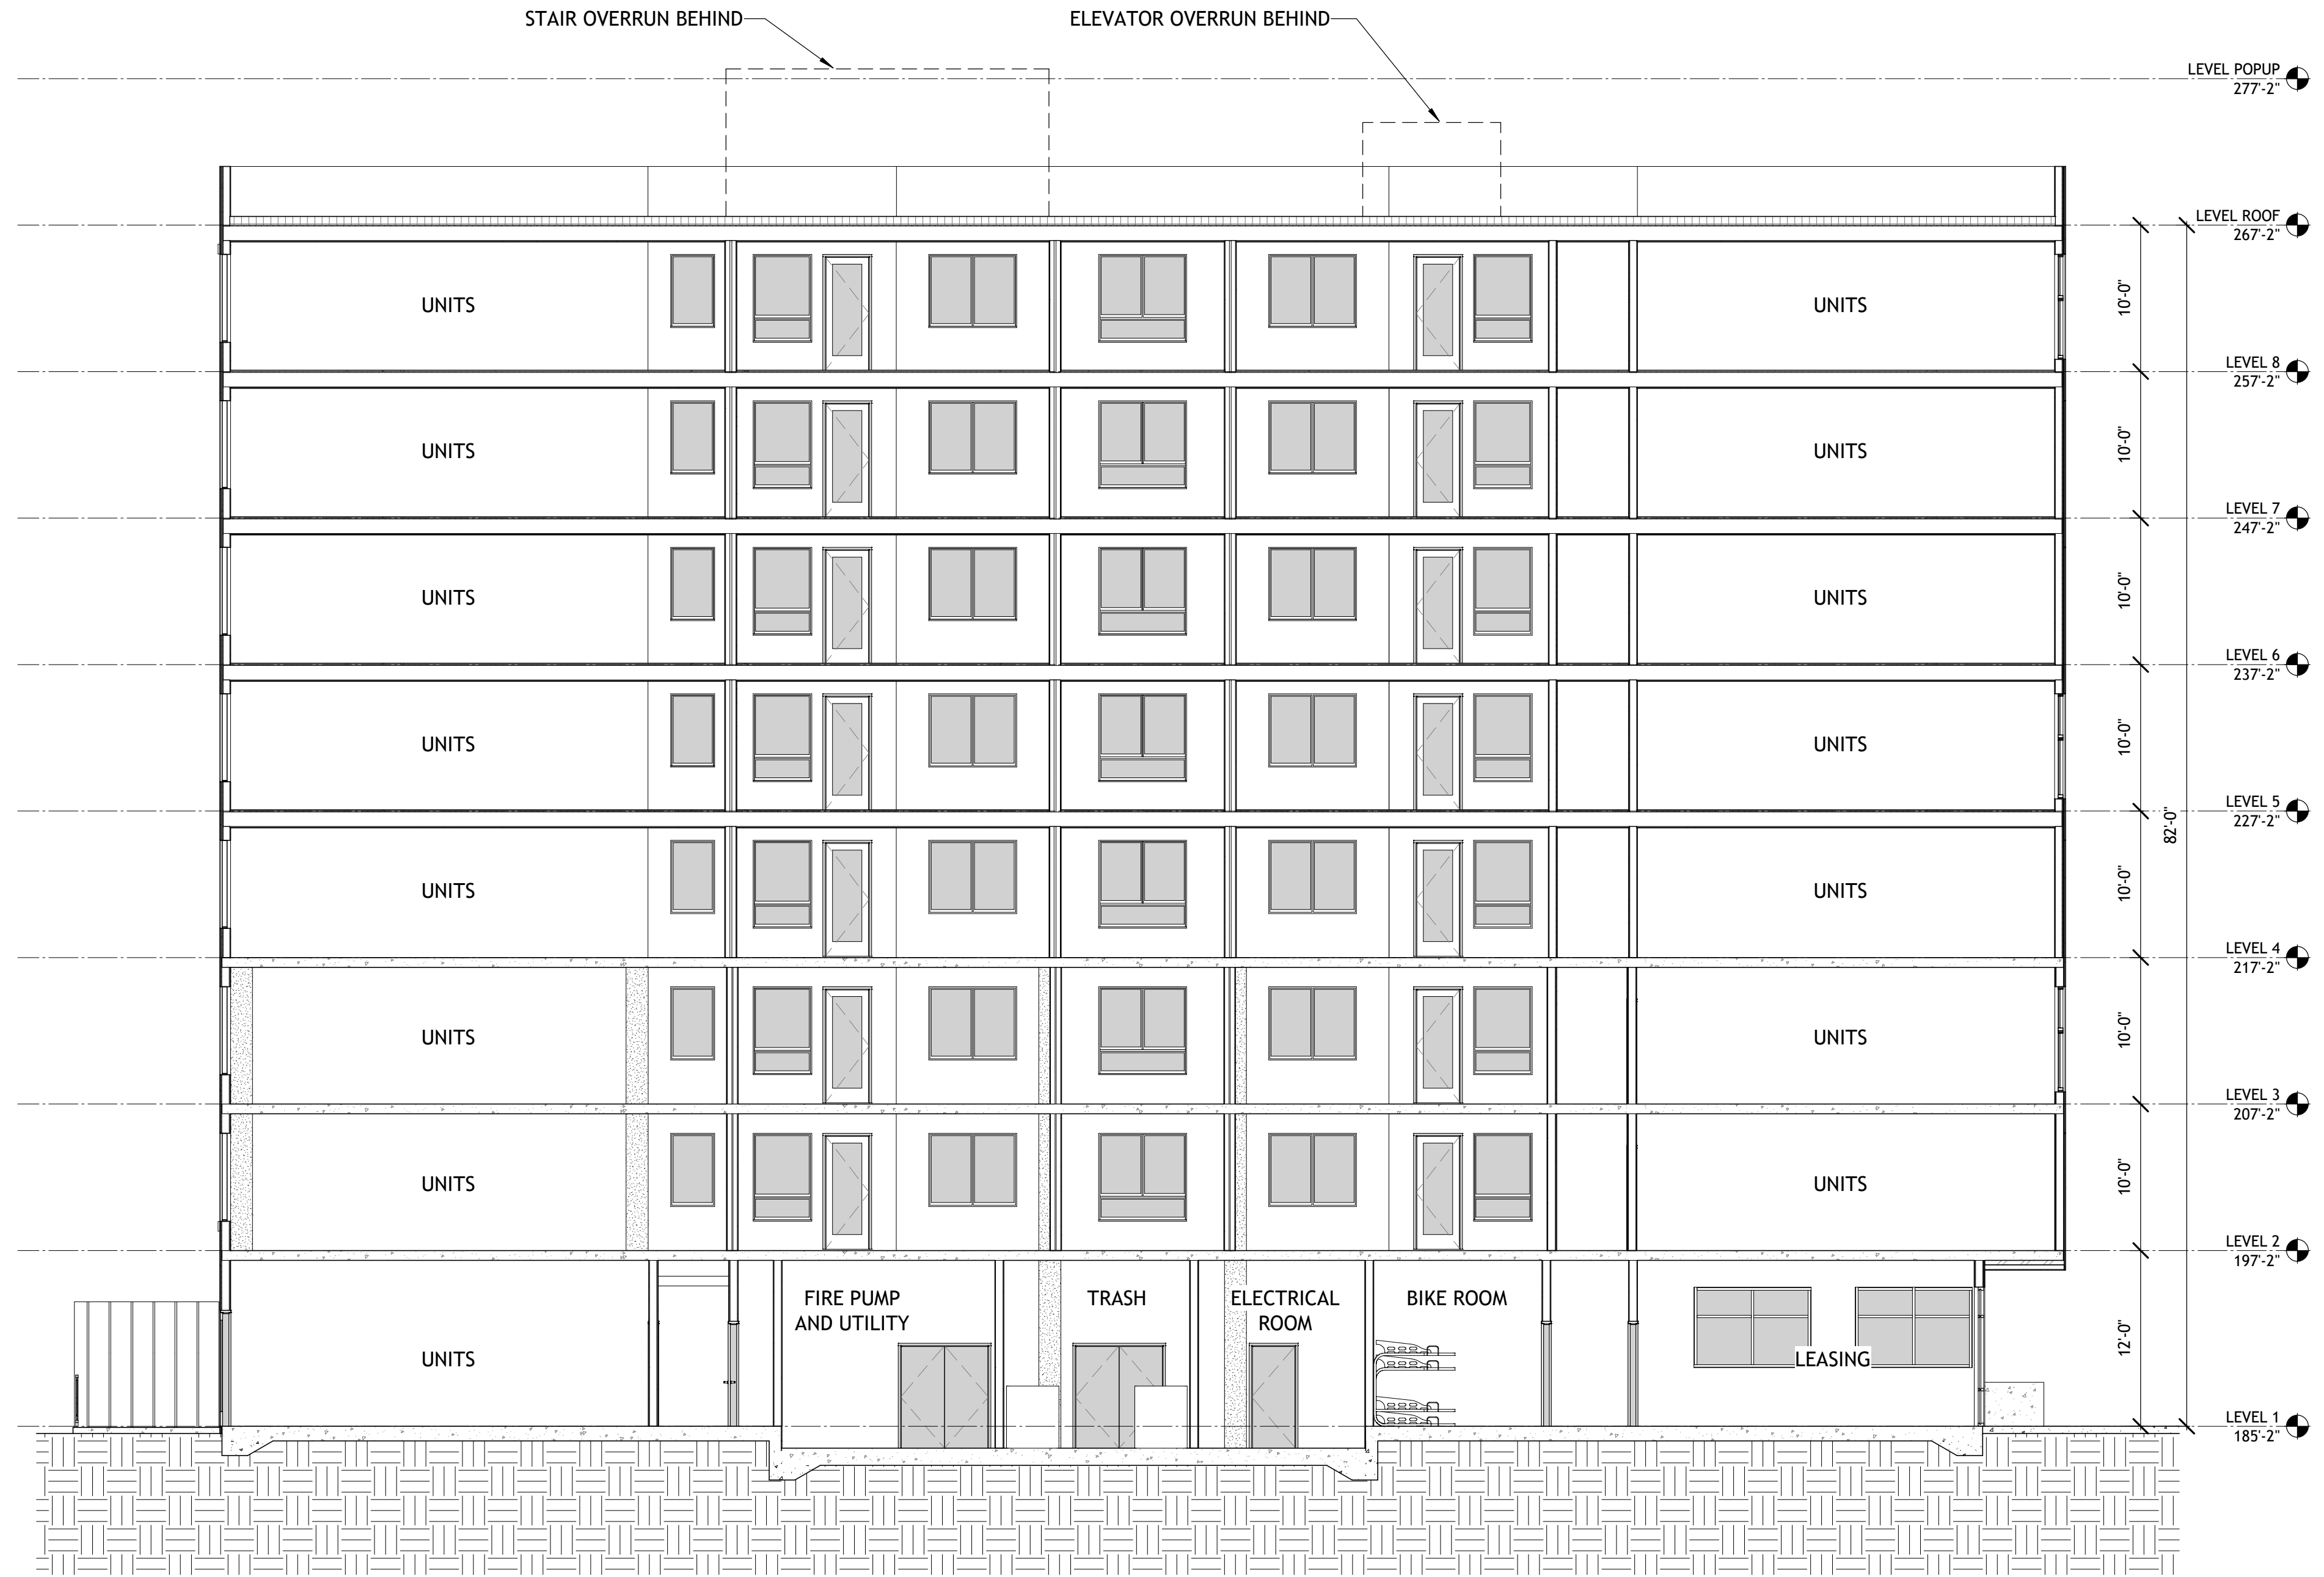 STAIR OVERRUN BEHIND
ELEVATOR OVERRUN BEHIND
LEVEL POPUP
277'-2"
LEVEL ROOF
267'-2"
UNITS
UNITS
10'-0"
LEVEL 8
257'-2"
UNITS
UNITS
10'-0"
LEVEL 7
247'-2"
UNITS
UNITS
10'-0"
LEVEL 6
237'-2"
UNITS
UNITS
10'-0"
LEVEL 5
227'-2"
82'-0"
UNITS
UNITS
10'-0"
LEVEL 4
217'-2"
UNITS
UNITS
10'-0"
LEVEL 3
207'-2"
UNITS
UNITS
10'-0"
LEVEL 2
197'-2"
FIRE PUMP
AND UTILITY
TRASH
ELECTRICAL
ROOM
BIKE ROOM
UNITS
LEASING
12'-0"
LEVEL 1
185'-2"